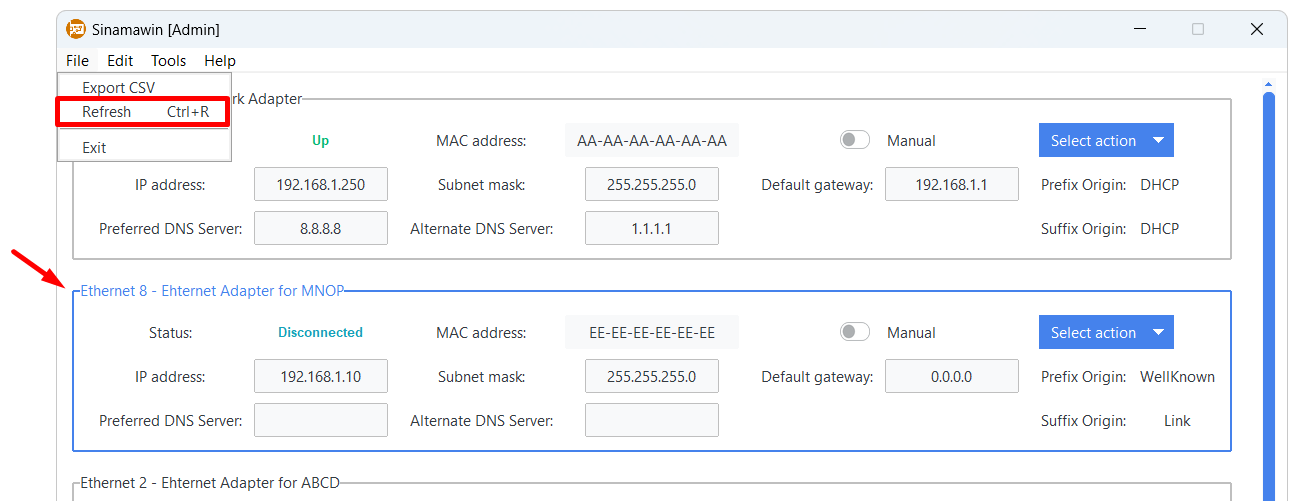 Sinamawin [Admin]
File Edit Tools Help
Export CSV
rk Adapter
Refresh Ctrl+R
Exit
Up MAC address: AA-AA-AA-AA-AA-AA Manual Select action
IP address: 192.168.1.250 Subnet mask: 255.255.255.0 Default gateway: 192.168.1.1 Prefix Origin: DHCP
Preferred DNS Server: 8.8.8.8 Alternate DNS Server: 1.1.1.1 Suffix Origin: DHCP
Ethernet 8 - Ehternet Adapter for MNOP
Status: Disconnected MAC address: EE-EE-EE-EE-EE-EE Manual Select action
IP address: 192.168.1.10 Subnet mask: 255.255.255.0 Default gateway: 0.0.0.0 Prefix Origin: WellKnown
Preferred DNS Server: Alternate DNS Server: Suffix Origin: Link
Ethernet 2 - Ehternet Adapter for ABCD